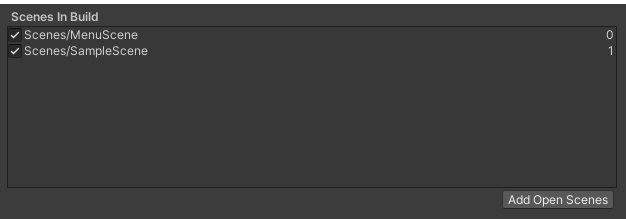 Scenes In Build
Scenes/MenuScene 0
Scenes/SampleScene 1
Add Open Scenes